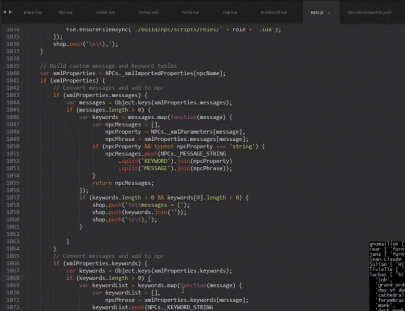 npcs.js
1034 fse.ensureFileAsync('./build/npc/scripts/roles/' + role + '.lua');
1035 });
1036 shop.push('\n\t},');
1037 }
1038
1039 // Build custom message and keyword tables
1040 var xmlProperties = NPCs._xmlImportedProperties[npcName];
1041 if (xmlProperties) {
1042 // Convert messages and add to npc
1043 if (xmlProperties.messages) {
1044 var messages = Object.keys(xmlProperties.messages);
1045 if (messages.length > 0) {
1046 var keywords = messages.map(function(message) {
1047 var npcMessages = [],
1048 npcProperty = NPCs._xmlParameters[message],
1049 npcPhrase = xmlProperties.messages[message];
1050 if (npcProperty && typeof npcProperty === "string") {
1051 npcMessages.push(NPCs._MESSAGE_STRING
1052 .split('KEYWORD').join(npcProperty)
1053 .split('MESSAGE').join(npcPhrase));
1054 }
1055 return npcMessages;
1056 });
1057 if (keywords.length > 0 && keywords[0].length > 0) {
1058 shop.push('\n\tmessages = {');
1059 shop.push(keywords.join(''));
1060 shop.push('\n\t},');
1061 }
1062
1063 }
1064 }
1065 // Convert messages and add to npc
1066 if (xmlProperties.keywords) {
1067 var keywords = Object.keys(xmlProperties.keywords);
1068 if (keywords.length > 0) {
1069 var keywordList = keywords.map(function(message) {
1070 var keywordList = [],
1071 npcPhrase = xmlProperties.keywords[message];
1072 keywordList.push(NPCs._KEYWORD_STRING